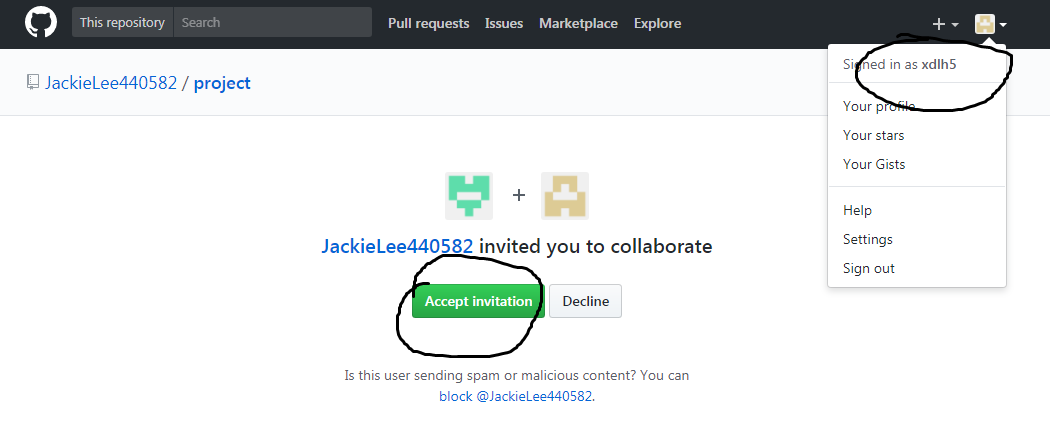 This repository Search Pull requests Issues Marketplace Explore
Signed in as xdlh5
JackieLee440582 / project
Your profile
Your stars
Your Gists
Help
Settings
Sign out
+
JackieLee440582 invited you to collaborate
Accept invitation Decline
Is this user sending spam or malicious content? You can
block @JackieLee440582.